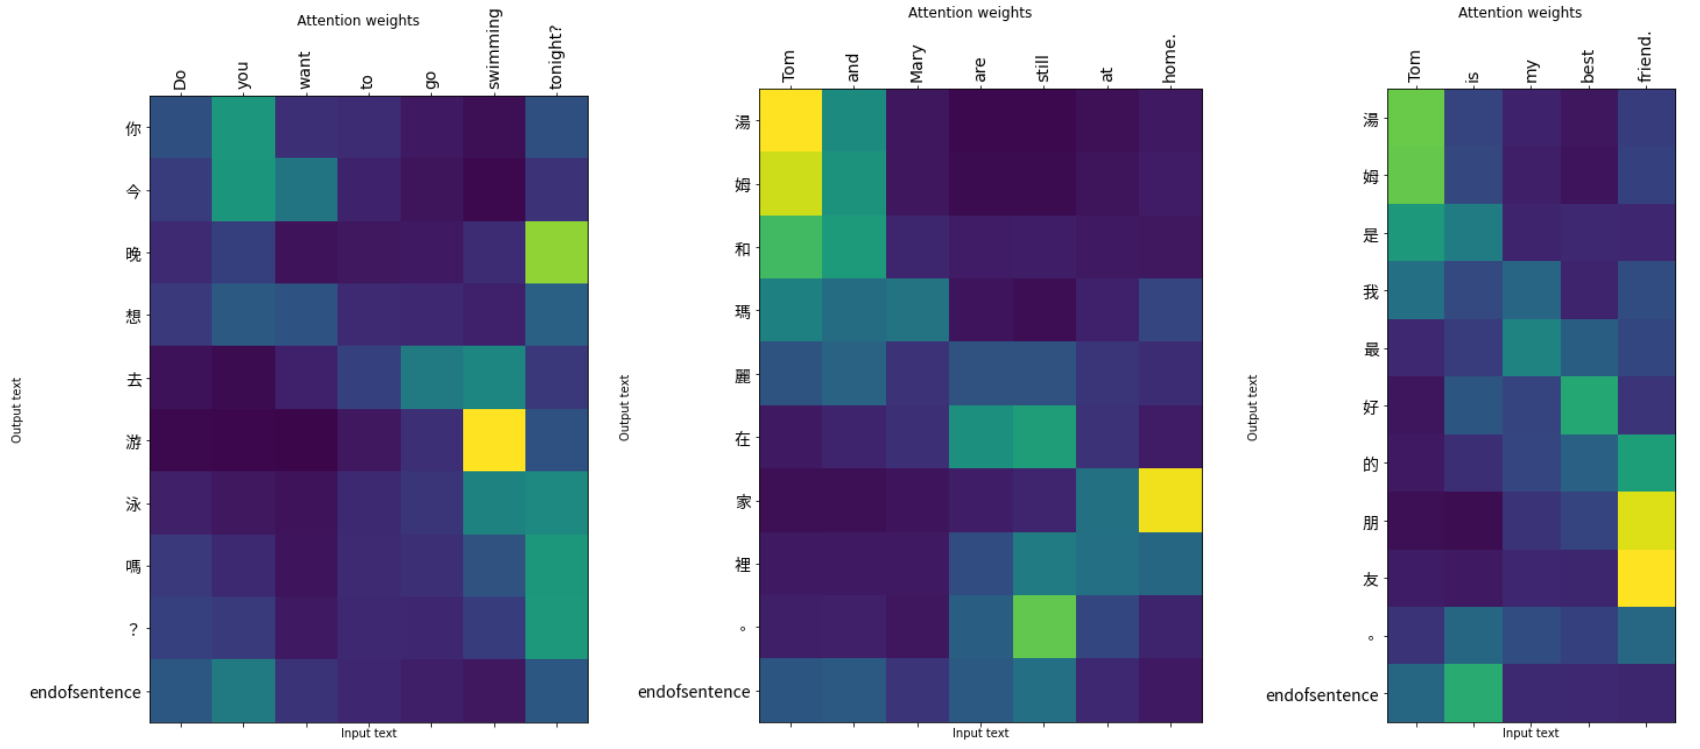 Attention weights
Do you want to go swimming tonight?
你
今
晚
想
去
游
泳
嗎
?
endofsentence
Output text
Input text
Attention weights
Tom and Mary are still at home.
湯
姆
和
瑪
麗
在
家
裡
。
endofsentence
Output text
Input text
Attention weights
Tom is my best friend.
湯
姆
是
我
最
好
的
朋
友
。
endofsentence
Output text
Input text